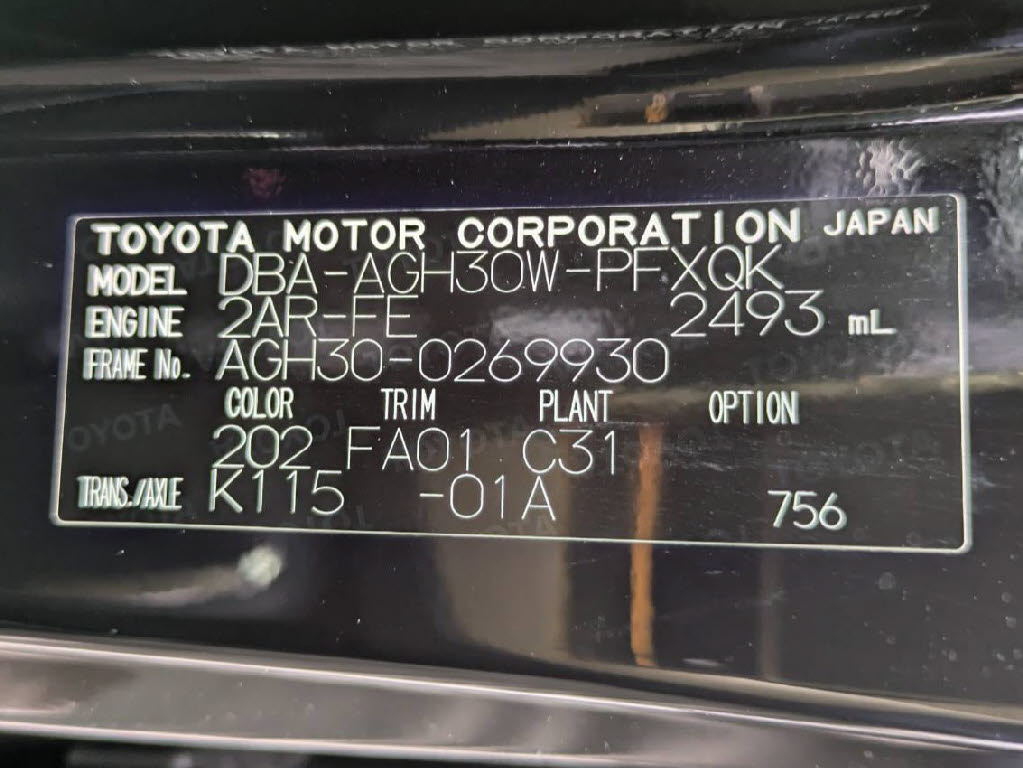 TOYOTA MOTOR CORPORATION JAPAN
MODEL DBA-AGH30W-PFXQK
ENGINE 2AR-FE 2493 mL
FRAME No. AGH30-0269930
COLOR TRIM PLANT OPTION
202 FA01 C31
TRANS./AXLE K115 -01A 756